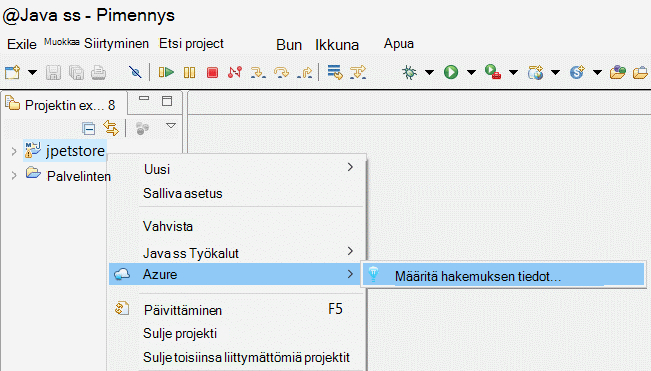 @Java ss - Pimennys
Exile Muokkaa Siirtyminen Etsi project Bun Ikkuna Apua
Projektin ex... 8
jpetstore
Palvelinten
Uusi
Salliva asetus
Vahvista
Java ss Työkalut
Azure
Määritä hakemuksen tiedot...
Päivittäminen F5
Sulje projekti
Sulje toisiinsa liittymättömiä projektit